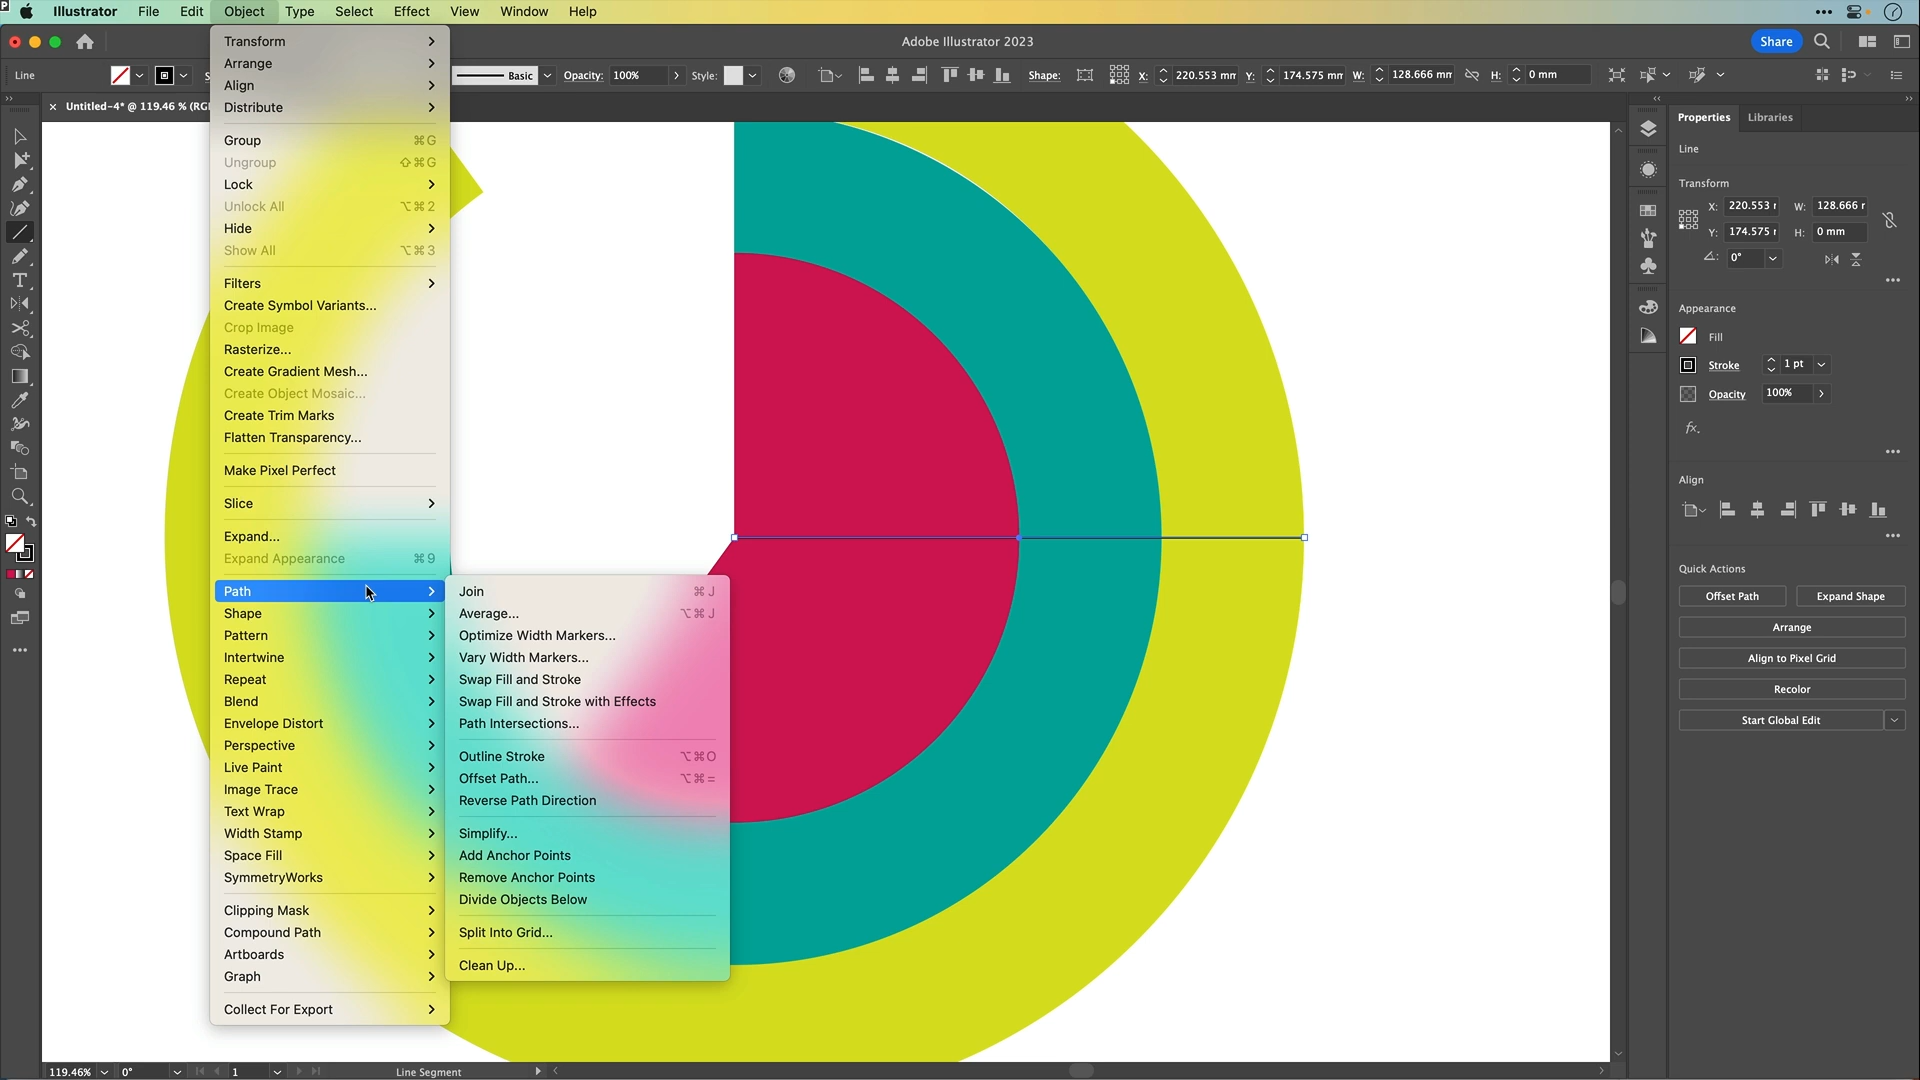 P
Illustrator File Edit Object Type Select Effect View Window Help
Adobe Illustrator 2023
Share
Line
S
Basic
Opacity: 100%
Style:
Shape:
X: 220.553 mm
Y: 174.575 mm
W: 128.666 mm
H: 0 mm
× Untitled-4* @ 119.46 % (RG
Transform
Arrange
Align
Distribute
Group ⌘G
Ungroup ⇧⌘G
Lock
Unlock All ⌥⌘2
Hide
Show All ⌥⌘3
Filters
Create Symbol Variants...
Crop Image
Rasterize...
Create Gradient Mesh...
Create Object Mosaic...
Create Trim Marks
Flatten Transparency...
Make Pixel Perfect
Slice
Expand...
Expand Appearance ⌘9
Path
Shape
Pattern
Intertwine
Repeat
Blend
Envelope Distort
Perspective
Live Paint
Image Trace
Text Wrap
Width Stamp
Space Fill
SymmetryWorks
Clipping Mask
Compound Path
Artboards
Graph
Collect For Export
Join ⌘J
Average... ⌥⌘J
Optimize Width Markers...
Vary Width Markers...
Swap Fill and Stroke
Swap Fill and Stroke with Effects
Path Intersections...
Outline Stroke ⌥⌘O
Offset Path... ⌥⌘=
Reverse Path Direction
Simplify...
Add Anchor Points
Remove Anchor Points
Divide Objects Below
Split Into Grid...
Clean Up...
Properties Libraries
Line
Transform
X: 220.553 r W: 128.666 r
Y: 174.575 r H: 0 mm
0°
Appearance
Fill
Stroke 1 pt
Opacity 100%
fx.
Align
Quick Actions
Offset Path Expand Shape
Arrange
Align to Pixel Grid
Recolor
Start Global Edit
119.46% 0° 1 Line Segment